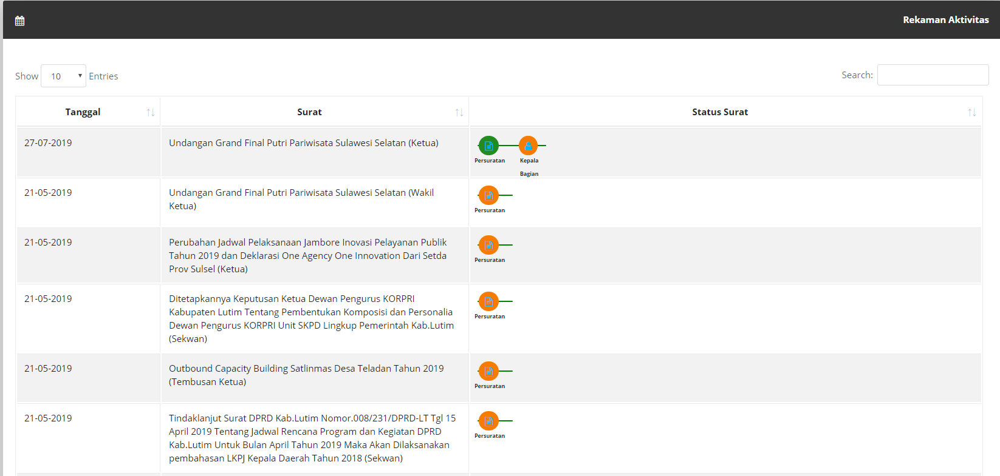 Rekaman Aktivitas
Show 10 Entries
Search:
Tanggal Surat Status Surat
27-07-2019
Undangan Grand Final Putri Pariwisata Sulawesi Selatan (Ketua)
Persuratan
Kepala
Bagian
21-05-2019
Undangan Grand Final Putri Pariwisata Sulawesi Selatan (Wakil
Ketua)
Persuratan
21-05-2019
Perubahan Jadwal Pelaksanaan Jambore Inovasi Pelayanan Publik
Tahun 2019 dan Deklarasi One Agency One Innovation Dari Setda
Prov Sulsel (Ketua)
Persuratan
21-05-2019
Ditetapkannya Keputusan Ketua Dewan Pengurus KORPRI
Kabupaten Lutim Tentang Pembentukan Komposisi dan Personalia
Dewan Pengurus KORPRI Unit SKPD Lingkup Pemerintah Kab.Lutim
(Sekwan)
Persuratan
21-05-2019
Outbound Capacity Building Satlinmas Desa Teladan Tahun 2019
(Tembusan Ketua)
Persuratan
21-05-2019
Tindaklanjut Surat DPRD Kab.Lutim Nomor.008/231/DPRD-LT Tgl 15
April 2019 Tentang Jadwal Rencana Program dan Kegiatan DPRD
Kab.Lutim Untuk Bulan April Tahun 2019 Maka Akan Dilaksanakan
pembahasan LKPJ Kepala Daerah Tahun 2018 (Sekwan)
Persuratan